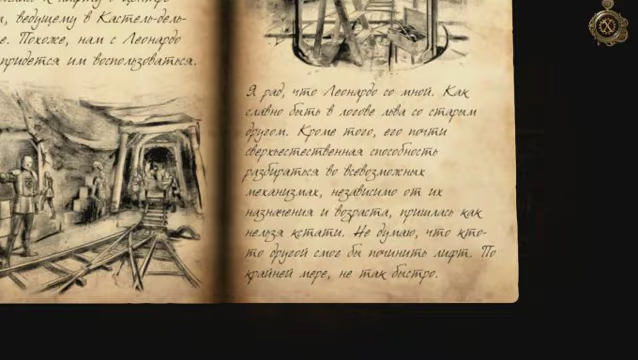 а, ведущему в Кастель-дель-
е. Похоже, нам с Леонардо
придется им воспользоваться.
Я рад, что Леонардо со мной. Как
славно быть в логове льва со старым
другом. Кроме того, его почти
сверхъестественная способность
разбираться во всевозможных
механизмах, независимо от их
назначения и возраста, пришлась как
нельзя кстати. Не думаю, что кто-
то другой смог бы починить лифт. По
крайней мере, не так быстро.